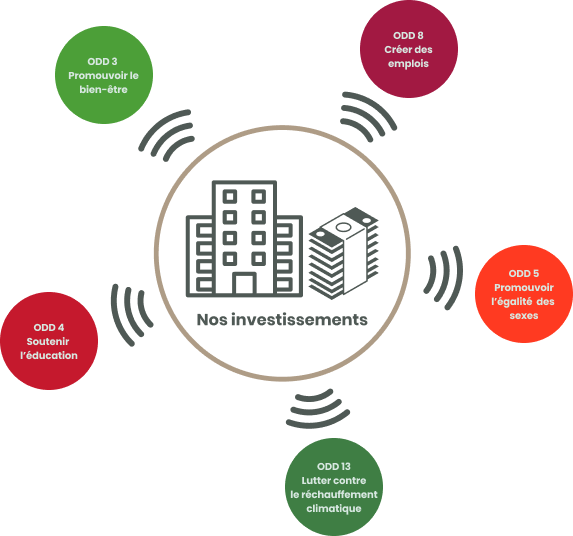 ODD 8
Créer des
emplois
ODD 3
Promouvoir le
bien-être
ODD 5
Promouvoir
l’égalité des
sexes
Nos investissements
ODD 4
Soutenir
l’éducation
ODD 13
Lutter contre
le réchauffement
climatique